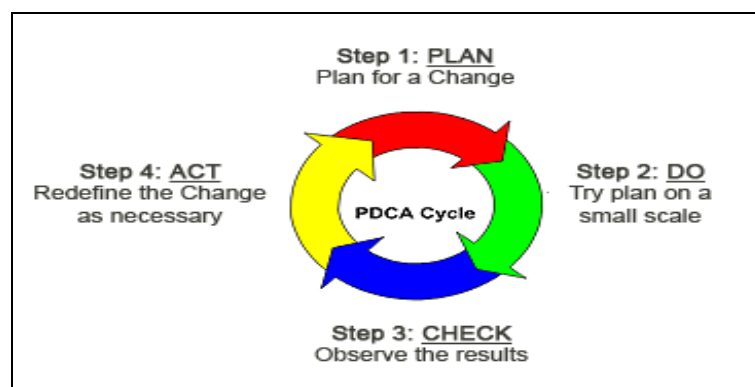 Step 1: PLAN
Plan for a Change
Step 2: DO
Try plan on a
small scale
Step 3: CHECK
Observe the results
Step 4: ACT
Redefine the Change
as necessary
PDCA Cycle